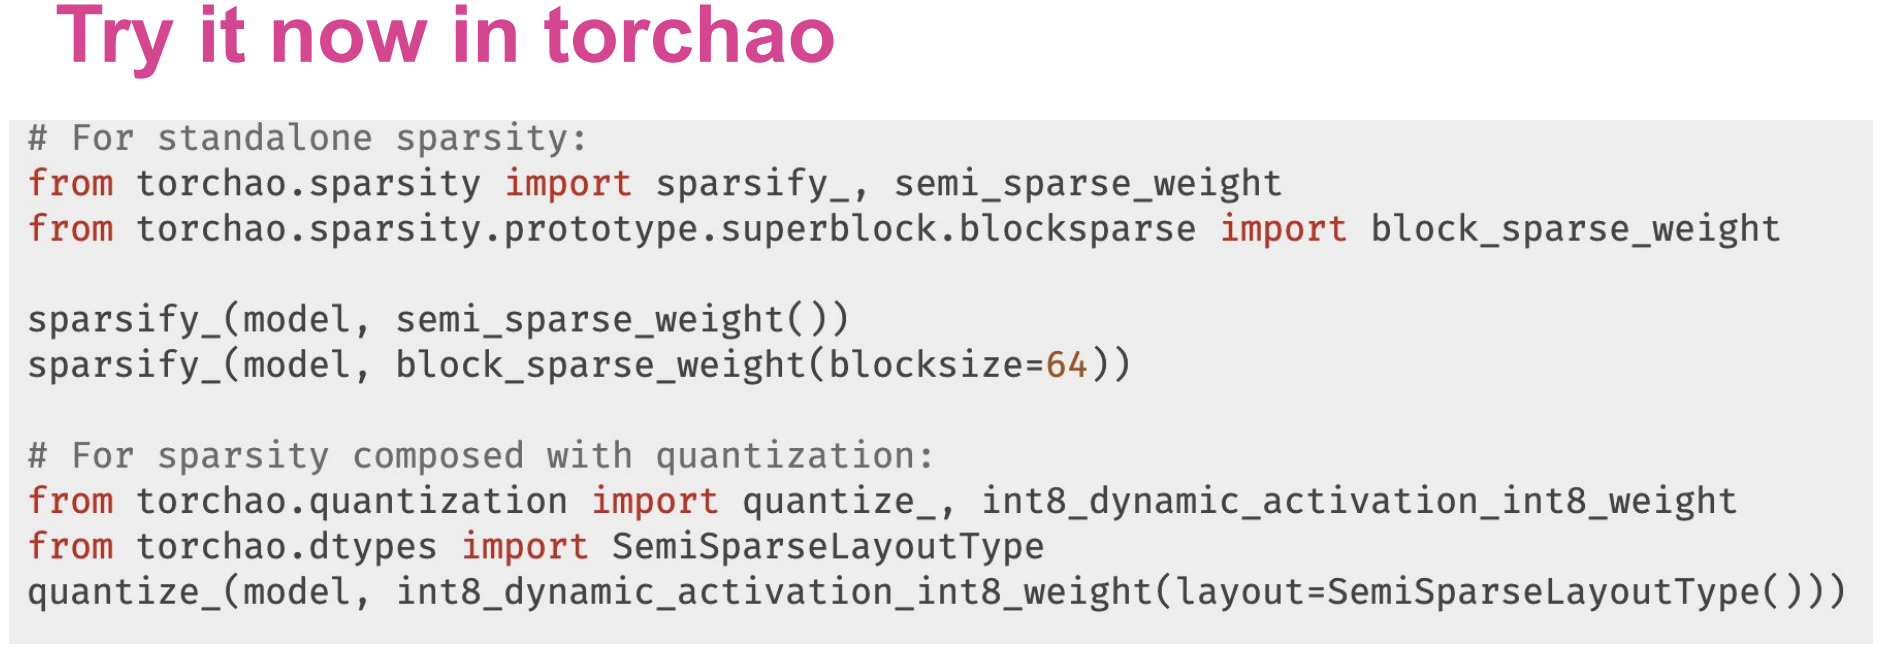 Try it now in torchao
# For standalone sparsity:
from torchao.sparsity import sparsify_, semi_sparse_weight
from torchao.sparsity.prototype.superblock.blocksparse import block_sparse_weight
sparsify_(model, semi_sparse_weight())
sparsify_(model, block_sparse_weight(blocksize=64))
# For sparsity composed with quantization:
from torchao.quantization import quantize_, int8_dynamic_activation_int8_weight
from torchao.dtypes import SemiSparseLayoutType
quantize_(model, int8_dynamic_activation_int8_weight(layout=SemiSparseLayoutType()))